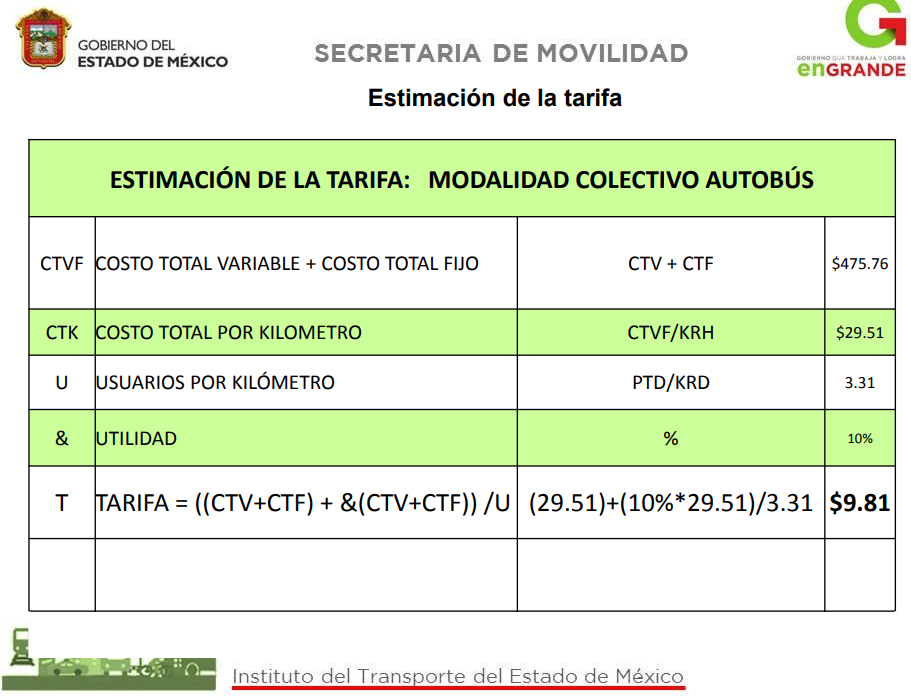 GOBIERNO DEL
ESTADO DE MÉXICO
SECRETARIA DE MOVILIDAD
GOBIERNO QUE TRABAJA Y LOGRA
enGRANDE
Estimación de la tarifa
ESTIMACIÓN DE LA TARIFA: MODALIDAD COLECTIVO AUTOBÚS
CTVF COSTO TOTAL VARIABLE + COSTO TOTAL FIJO CTV + CTF $475.76
CTK COSTO TOTAL POR KILOMETRO CTVF/KRH $29.51
U USUARIOS POR KILÓMETRO PTD/KRD 3.31
& UTILIDAD % 10%
T TARIFA = ((CTV+CTF) + &(CTV+CTF)) /U (29.51)+(10%*29.51)/3.31 $9.81
Instituto del Transporte del Estado de México